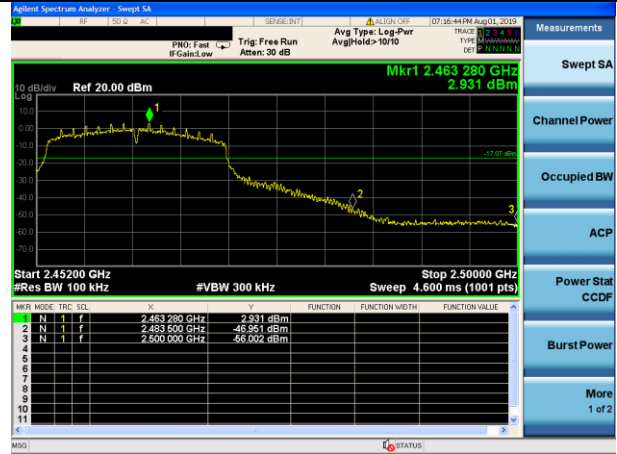 Agilent Spectrum Analyzer - Swept SA
RF 50 Ω AC SENSE:INT ALIGN OFF 07:16:44 PM Aug 01, 2019
Avg Type: Log-Pwr TRACE 1 2 3 4 5 6
PNO: Fast Trig: Free Run Avg|Hold:> 10/10 TYPE M
IFGain:Low Atten: 30 dB DET P N N N N N
Mkr1 2.463 280 GHz
10 dB/div Ref 20.00 dBm 2.931 dBm
Log
10.0
0.00
-10.0
-17.07 dBm
-20.0
-30.0
-40.0
-50.0
-60.0
-70.0
1
2
3
Start 2.45200 GHz Stop 2.50000 GHz
#Res BW 100 kHz #VBW 300 kHz Sweep 4.600 ms (1001 pts)
MKR MODE TRC SCL X Y FUNCTION FUNCTION WIDTH FUNCTION VALUE
1 N 1 f 2.463 280 GHz 2.931 dBm
2 N 1 f 2.483 500 GHz -46.951 dBm
3 N 1 f 2.500 000 GHz -56.002 dBm
4
5
6
7
8
9
10
11
MSG STATUS
Measurements
Swept SA
Channel Power
Occupied BW
ACP
Power Stat
CCDF
Burst Power
More
1 of 2